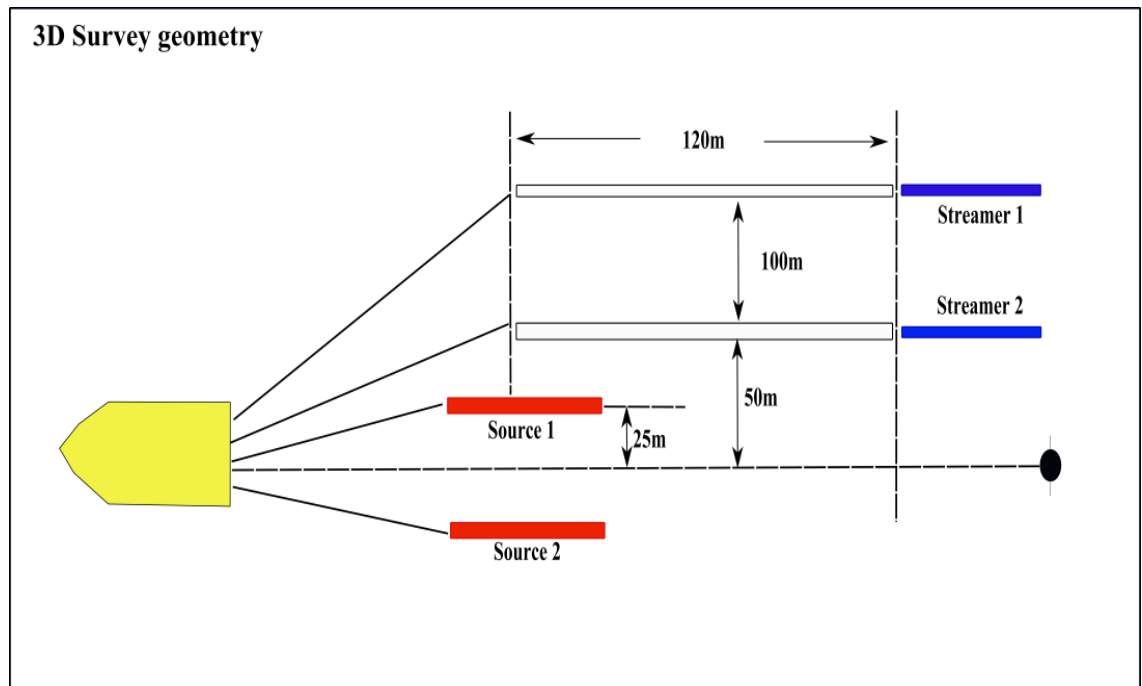 3D Survey geometry
120m
Streamer 1
100m
Streamer 2
50m
Source 1
25m
Source 2